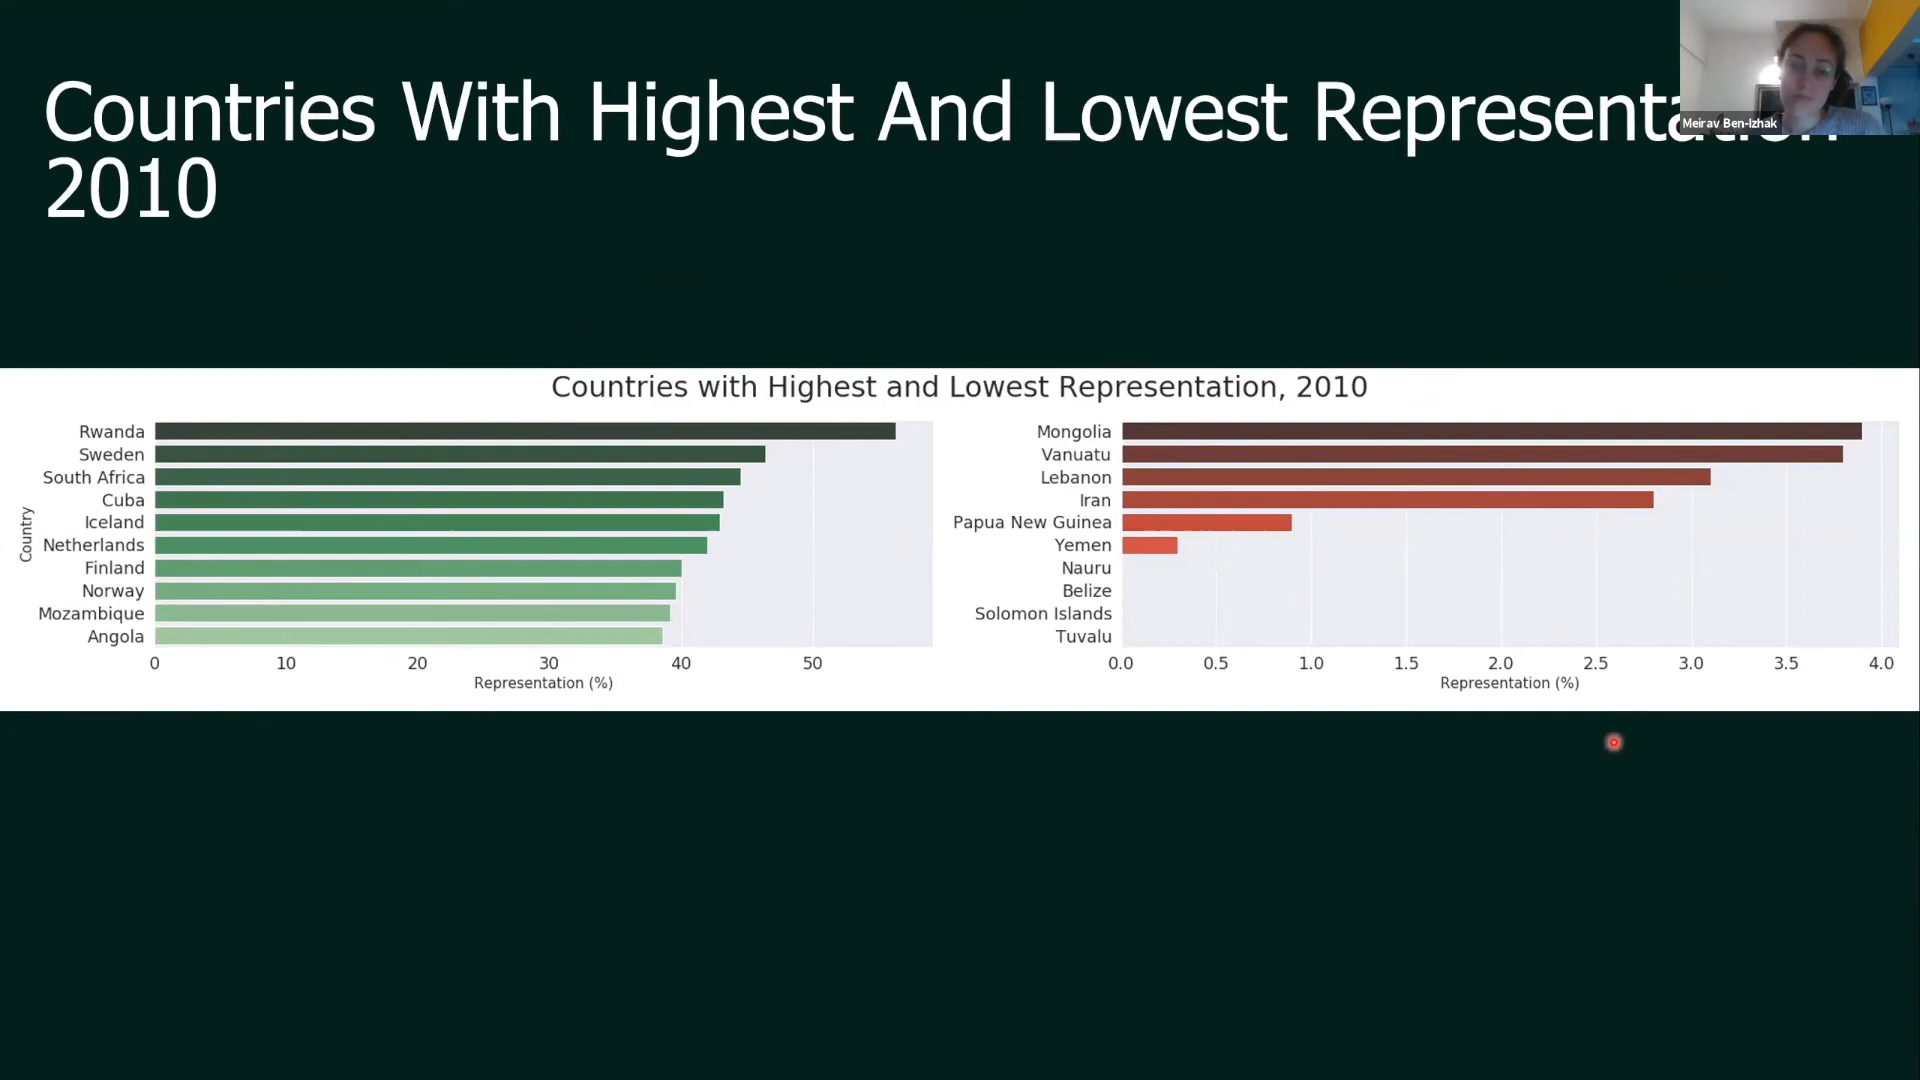 Countries With Highest And Lowest Representation
2010
Meirav Ben-Izhak
Countries with Highest and Lowest Representation, 2010
Country
Rwanda
Sweden
South Africa
Cuba
Iceland
Netherlands
Finland
Norway
Mozambique
Angola
0 10 20 30 40 50
Representation (%)
Mongolia
Vanuatu
Lebanon
Iran
Papua New Guinea
Yemen
Nauru
Belize
Solomon Islands
Tuvalu
0.0 0.5 1.0 1.5 2.0 2.5 3.0 3.5 4.0
Representation (%)